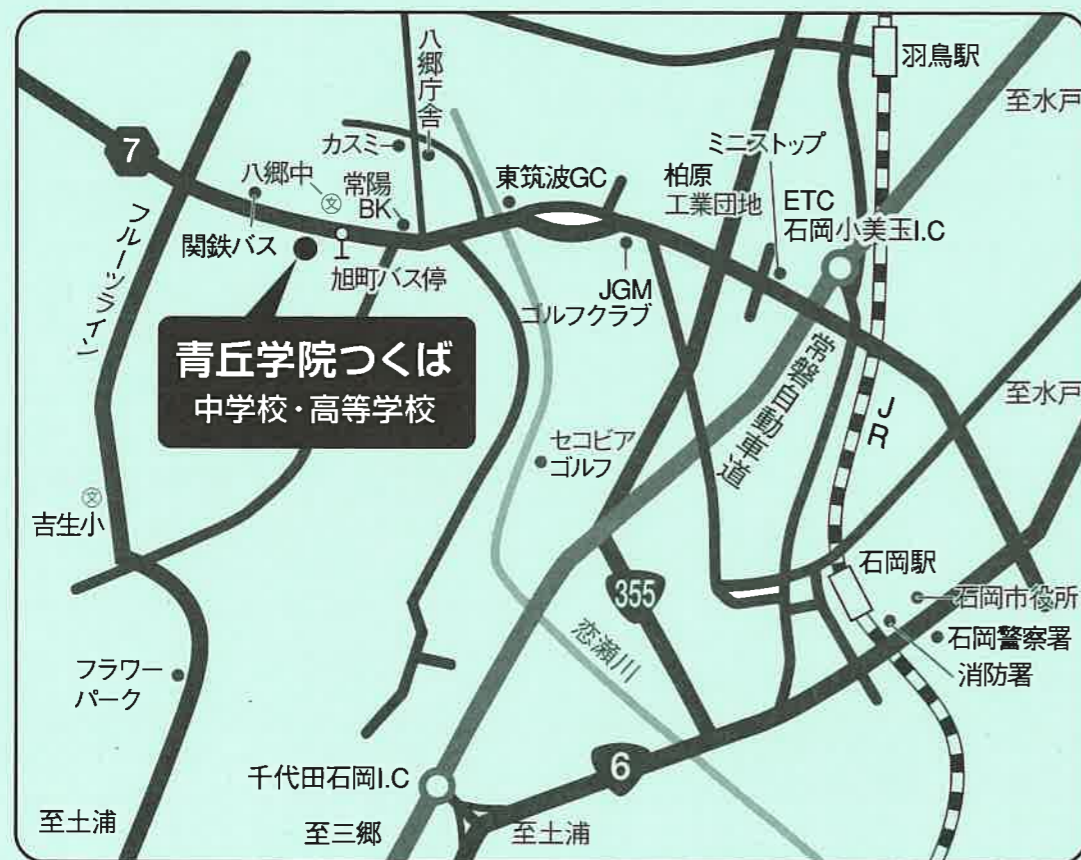 羽鳥駅
至水戸
八郷庁舎
カスミ
ミニストップ
7
八郷中
文
常陽
BK
東筑波GC
柏原
工業団地
ETC
石岡小美玉I.C
関鉄バス
旭町バス停
フルーツライン
JGM
ゴルフクラブ
青丘学院つくば
中学校・高等学校
常磐自動車道
JR
至水戸
セコビア
ゴルフ
文
吉生小
石岡駅
355
石岡市役所
石岡警察署
消防署
恋瀬川
フラワー
パーク
6
千代田石岡I.C
至土浦
至三郷
至土浦